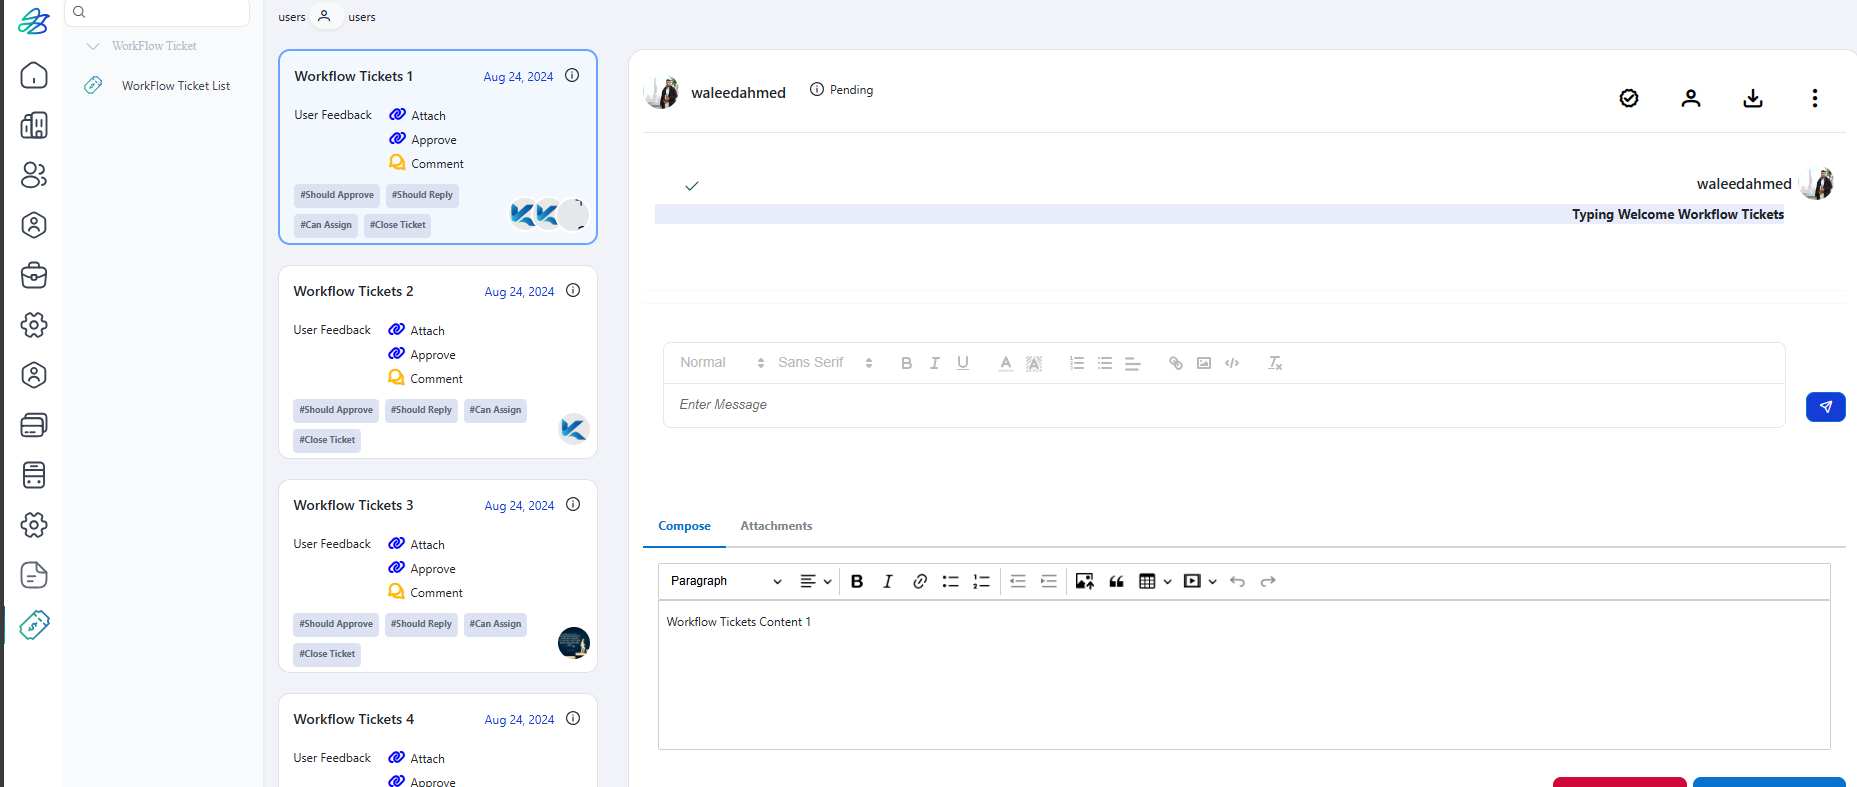 users users
WorkFlow Ticket
WorkFlow Ticket List
Workflow Tickets 1 Aug 24, 2024
User Feedback Attach
Approve
Comment
#Should Approve #Should Reply
#Can Assign #Close Ticket
Workflow Tickets 2 Aug 24, 2024
User Feedback Attach
Approve
Comment
#Should Approve #Should Reply #Can Assign
#Close Ticket
Workflow Tickets 3 Aug 24, 2024
User Feedback Attach
Approve
Comment
#Should Approve #Should Reply #Can Assign
#Close Ticket
Workflow Tickets 4 Aug 24, 2024
User Feedback Attach
Approve
waleedahmed Pending
waleedahmed
Typing Welcome Workflow Tickets
Normal Sans Serif
Enter Message
Compose Attachments
Paragraph
Workflow Tickets Content 1